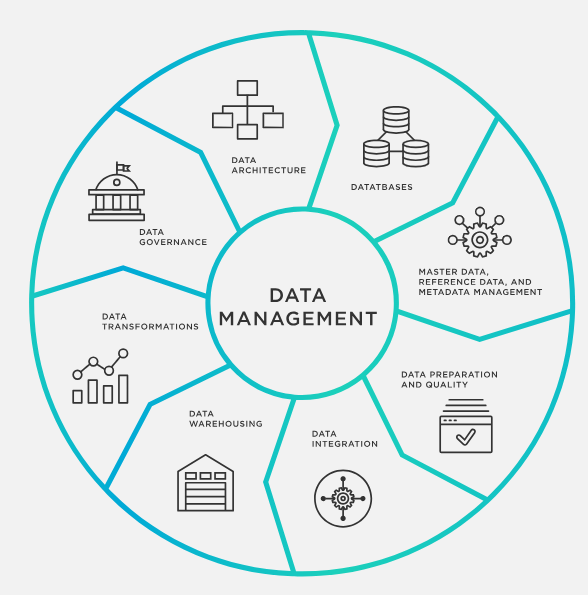 DATA
ARCHITECTURE
DATATBASES
DATA
GOVERNANCE
MASTER DATA,
REFERENCE DATA, AND
METADATA MANAGEMENT
DATA
MANAGEMENT
DATA
TRANSFORMATIONS
DATA PREPARATION
AND QUALITY
DATA
WAREHOUSING
DATA
INTEGRATION